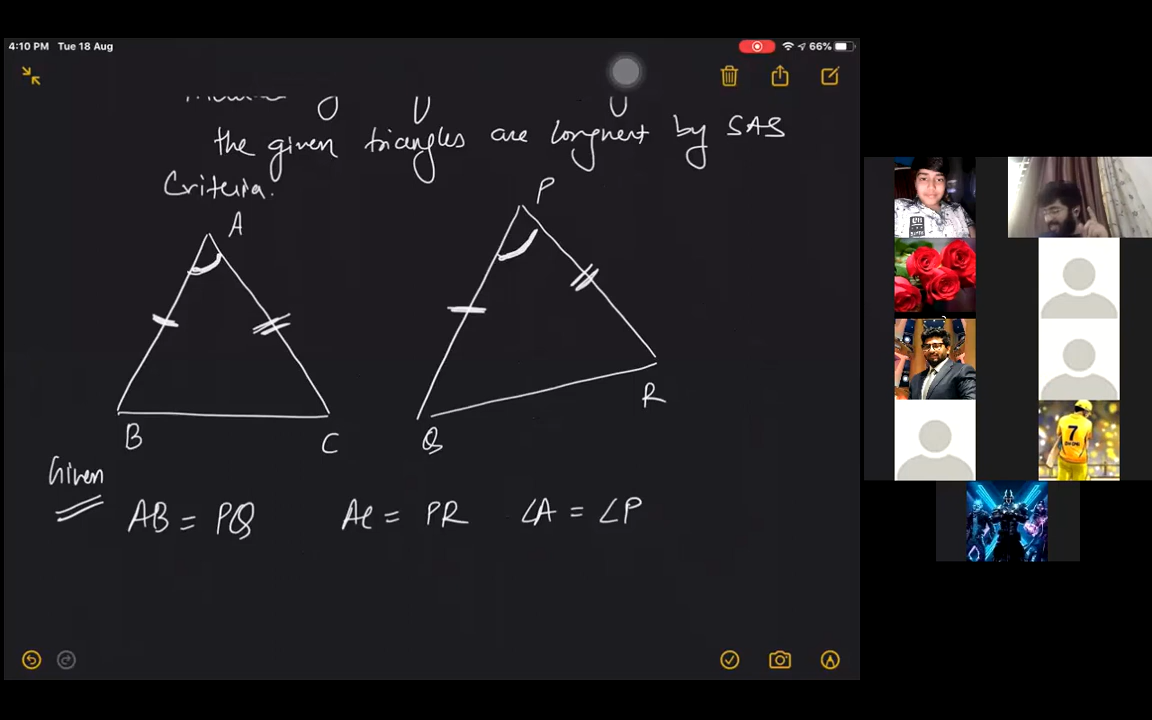 4:10 PM Tue 18 Aug
66%
the given triangles are congruent by SAS
Criteria.
A
P
B
C
Q
R
Given
AB = PQ AC = PR ∠A = ∠P
7